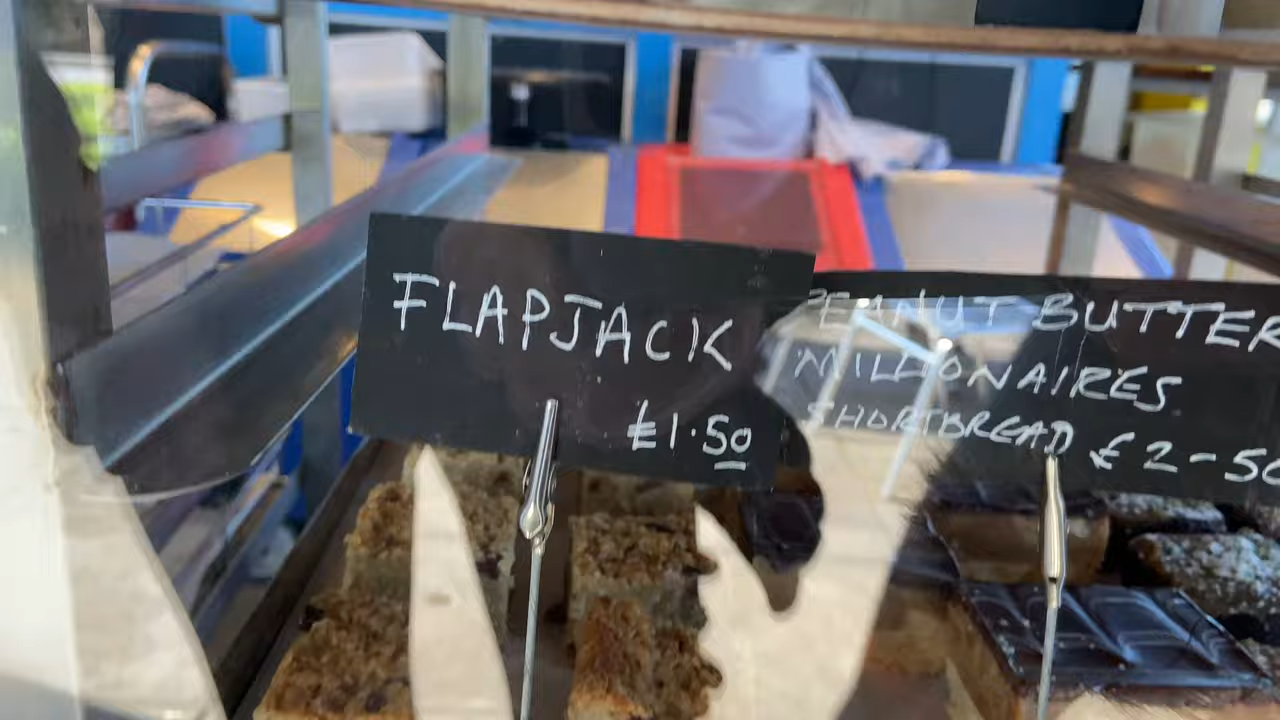 FLAPJACK
£1.50
PEANUT BUTTER
MILLIONAIRES
SHORTBREAD £2-50